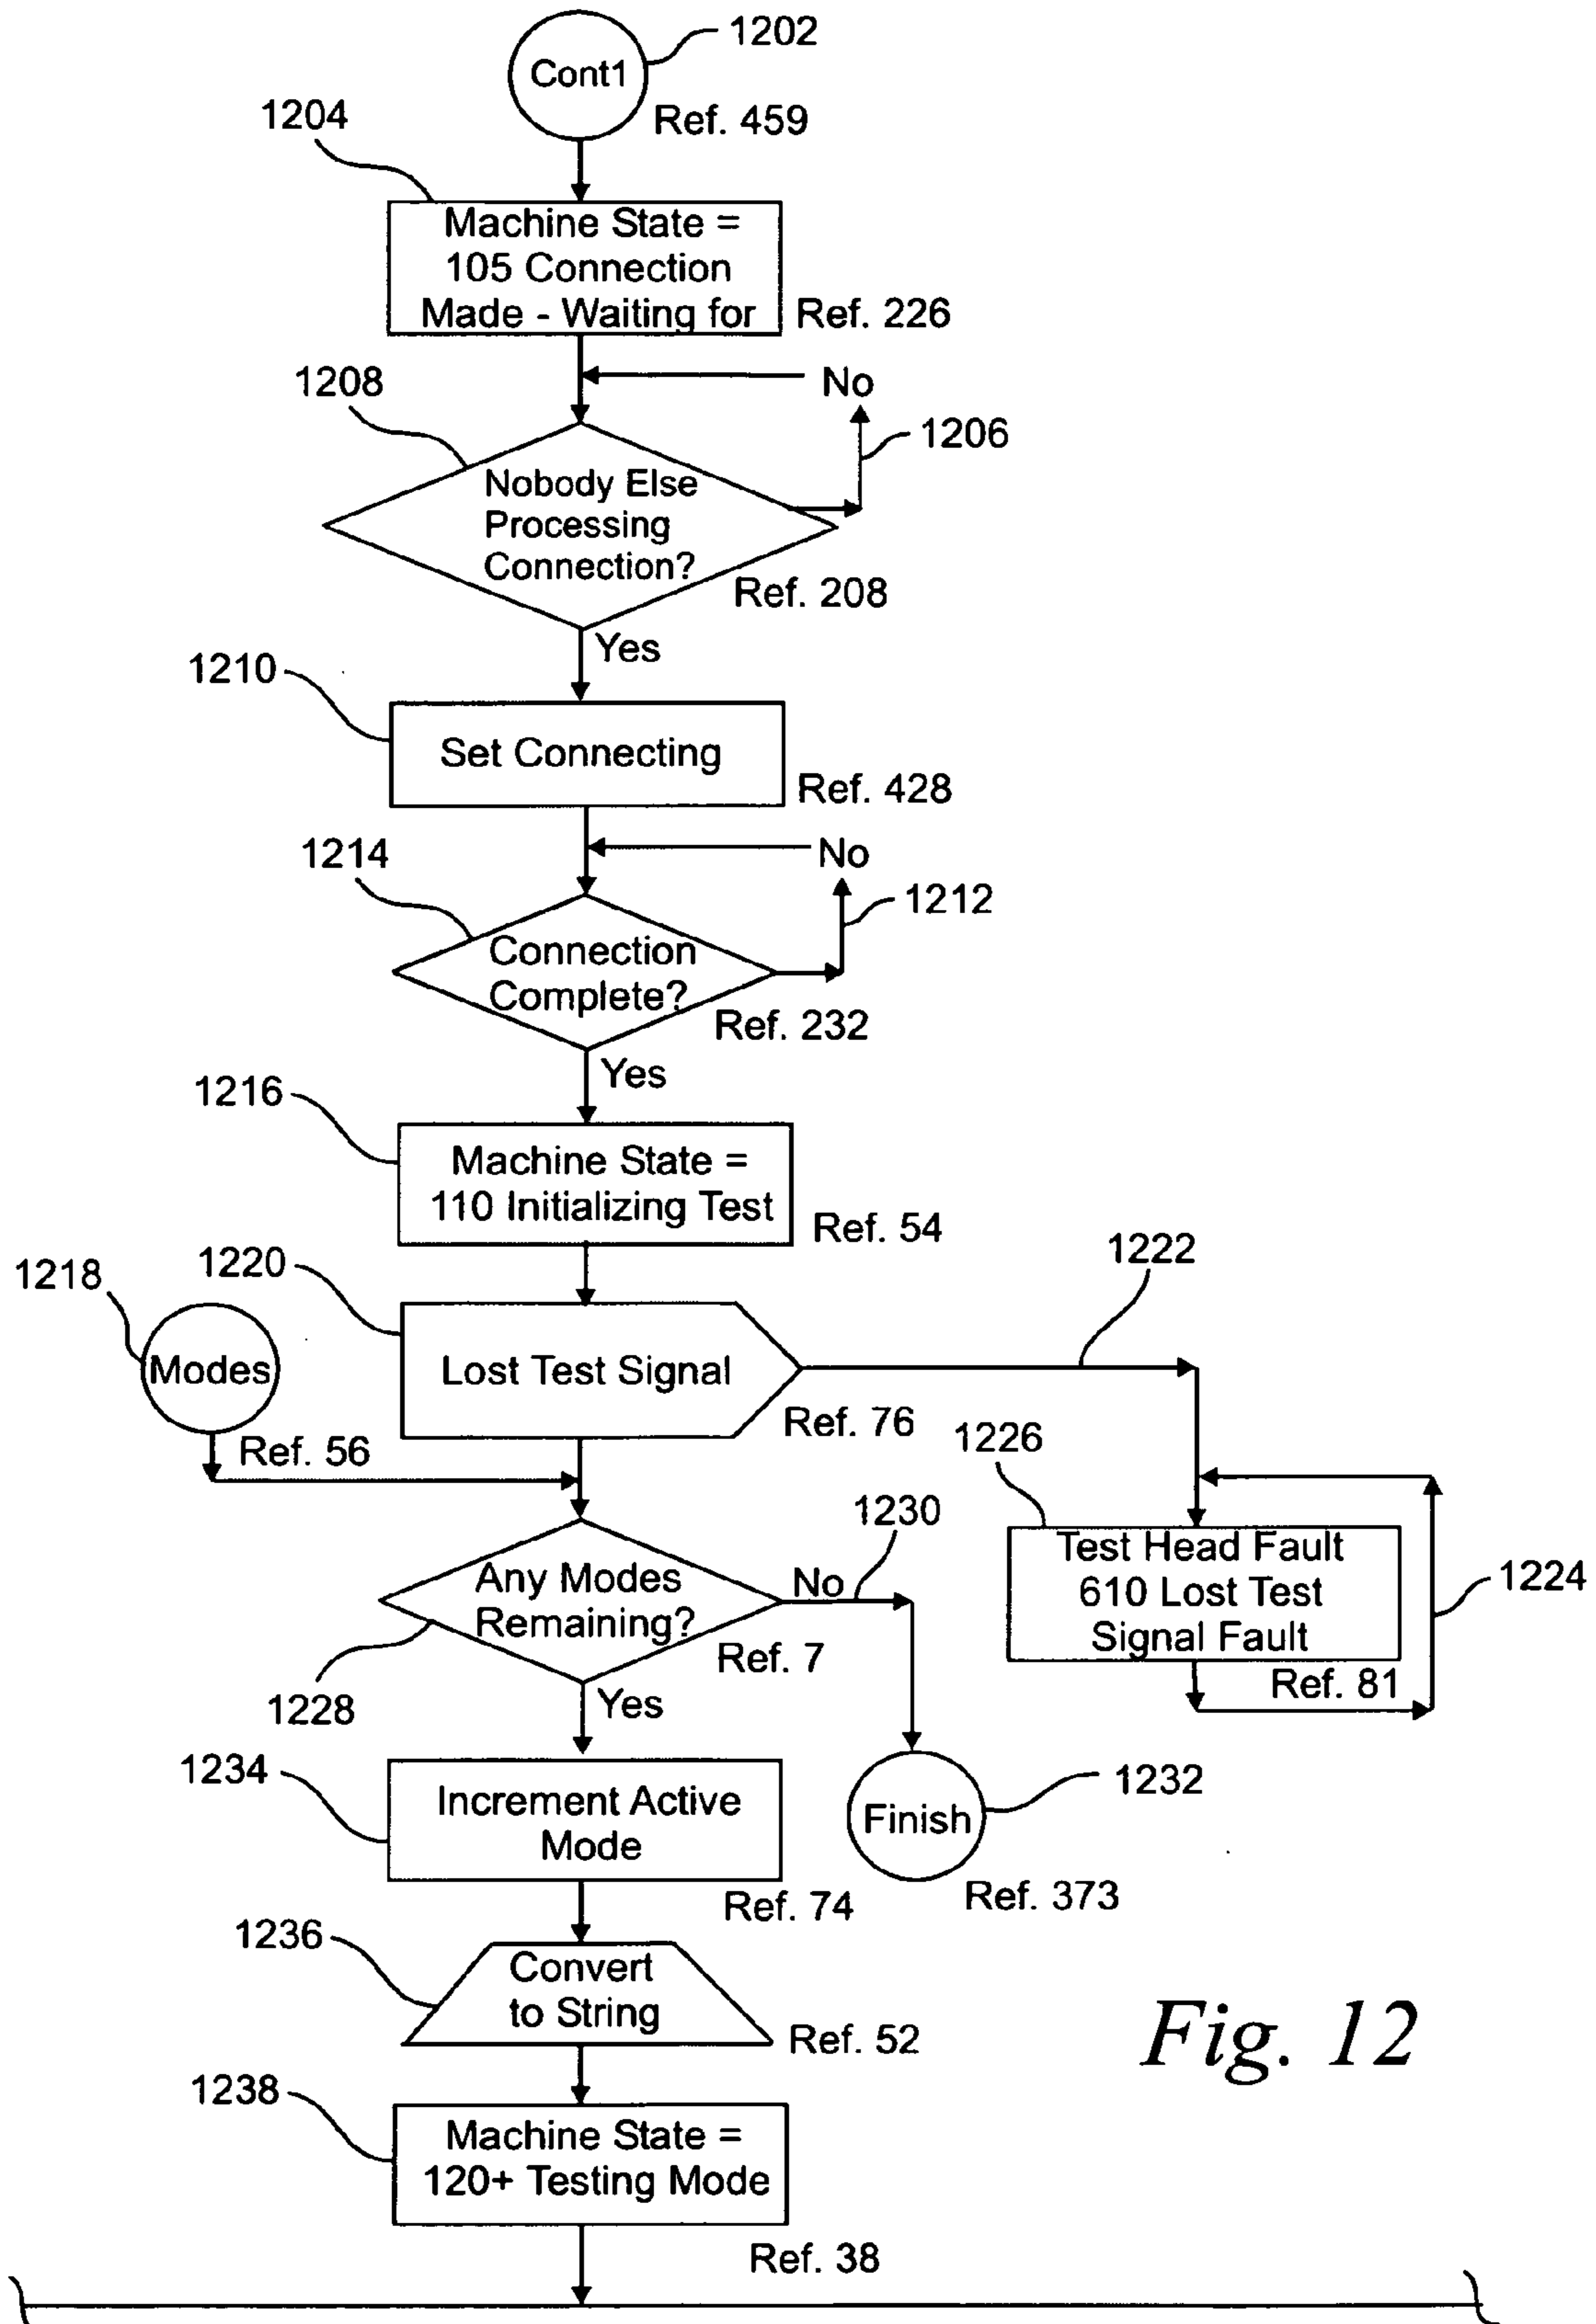 1202
Cont1
Ref. 459
1204
Machine State =
105 Connection
Made - Waiting for
Ref. 226
No
1208
1206
Nobody Else
Processing
Connection?
Ref. 208
Yes
1210
Set Connecting
Ref. 428
No
1214
1212
Connection
Complete?
Ref. 232
Yes
1216
Machine State =
110 Initializing Test
Ref. 54
1222
1220
1218
Modes
Lost Test Signal
Ref. 76
Ref. 56
1226
1230
Any Modes
Remaining?
No
Ref. 7
1228
Yes
Test Head Fault
610 Lost Test
Signal Fault
1224
Ref. 81
1234
Increment Active
Mode
Ref. 74
1232
Finish
Ref. 373
1236
Convert
to String
Ref. 52
Fig. 12
1238
Machine State =
120+ Testing Mode
Ref. 38